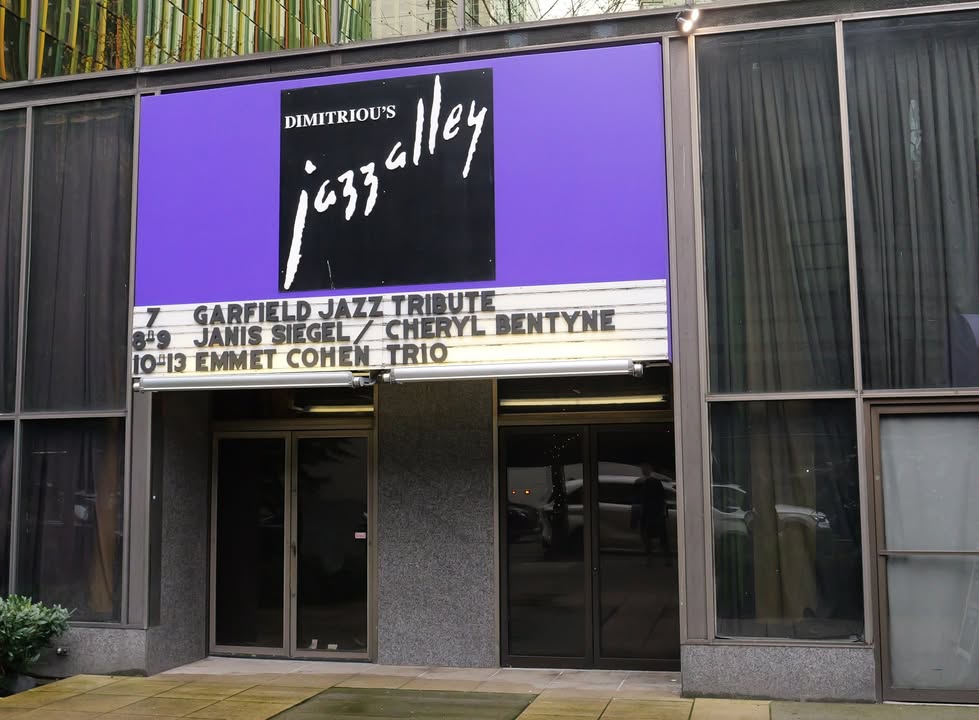 DIMITRIOU'S
jazz alley
7 GARFIELD JAZZ TRIBUTE
8-9 JANIS SIEGEL / CHERYL BENTYNE
10-13 EMMET COHEN TRIO